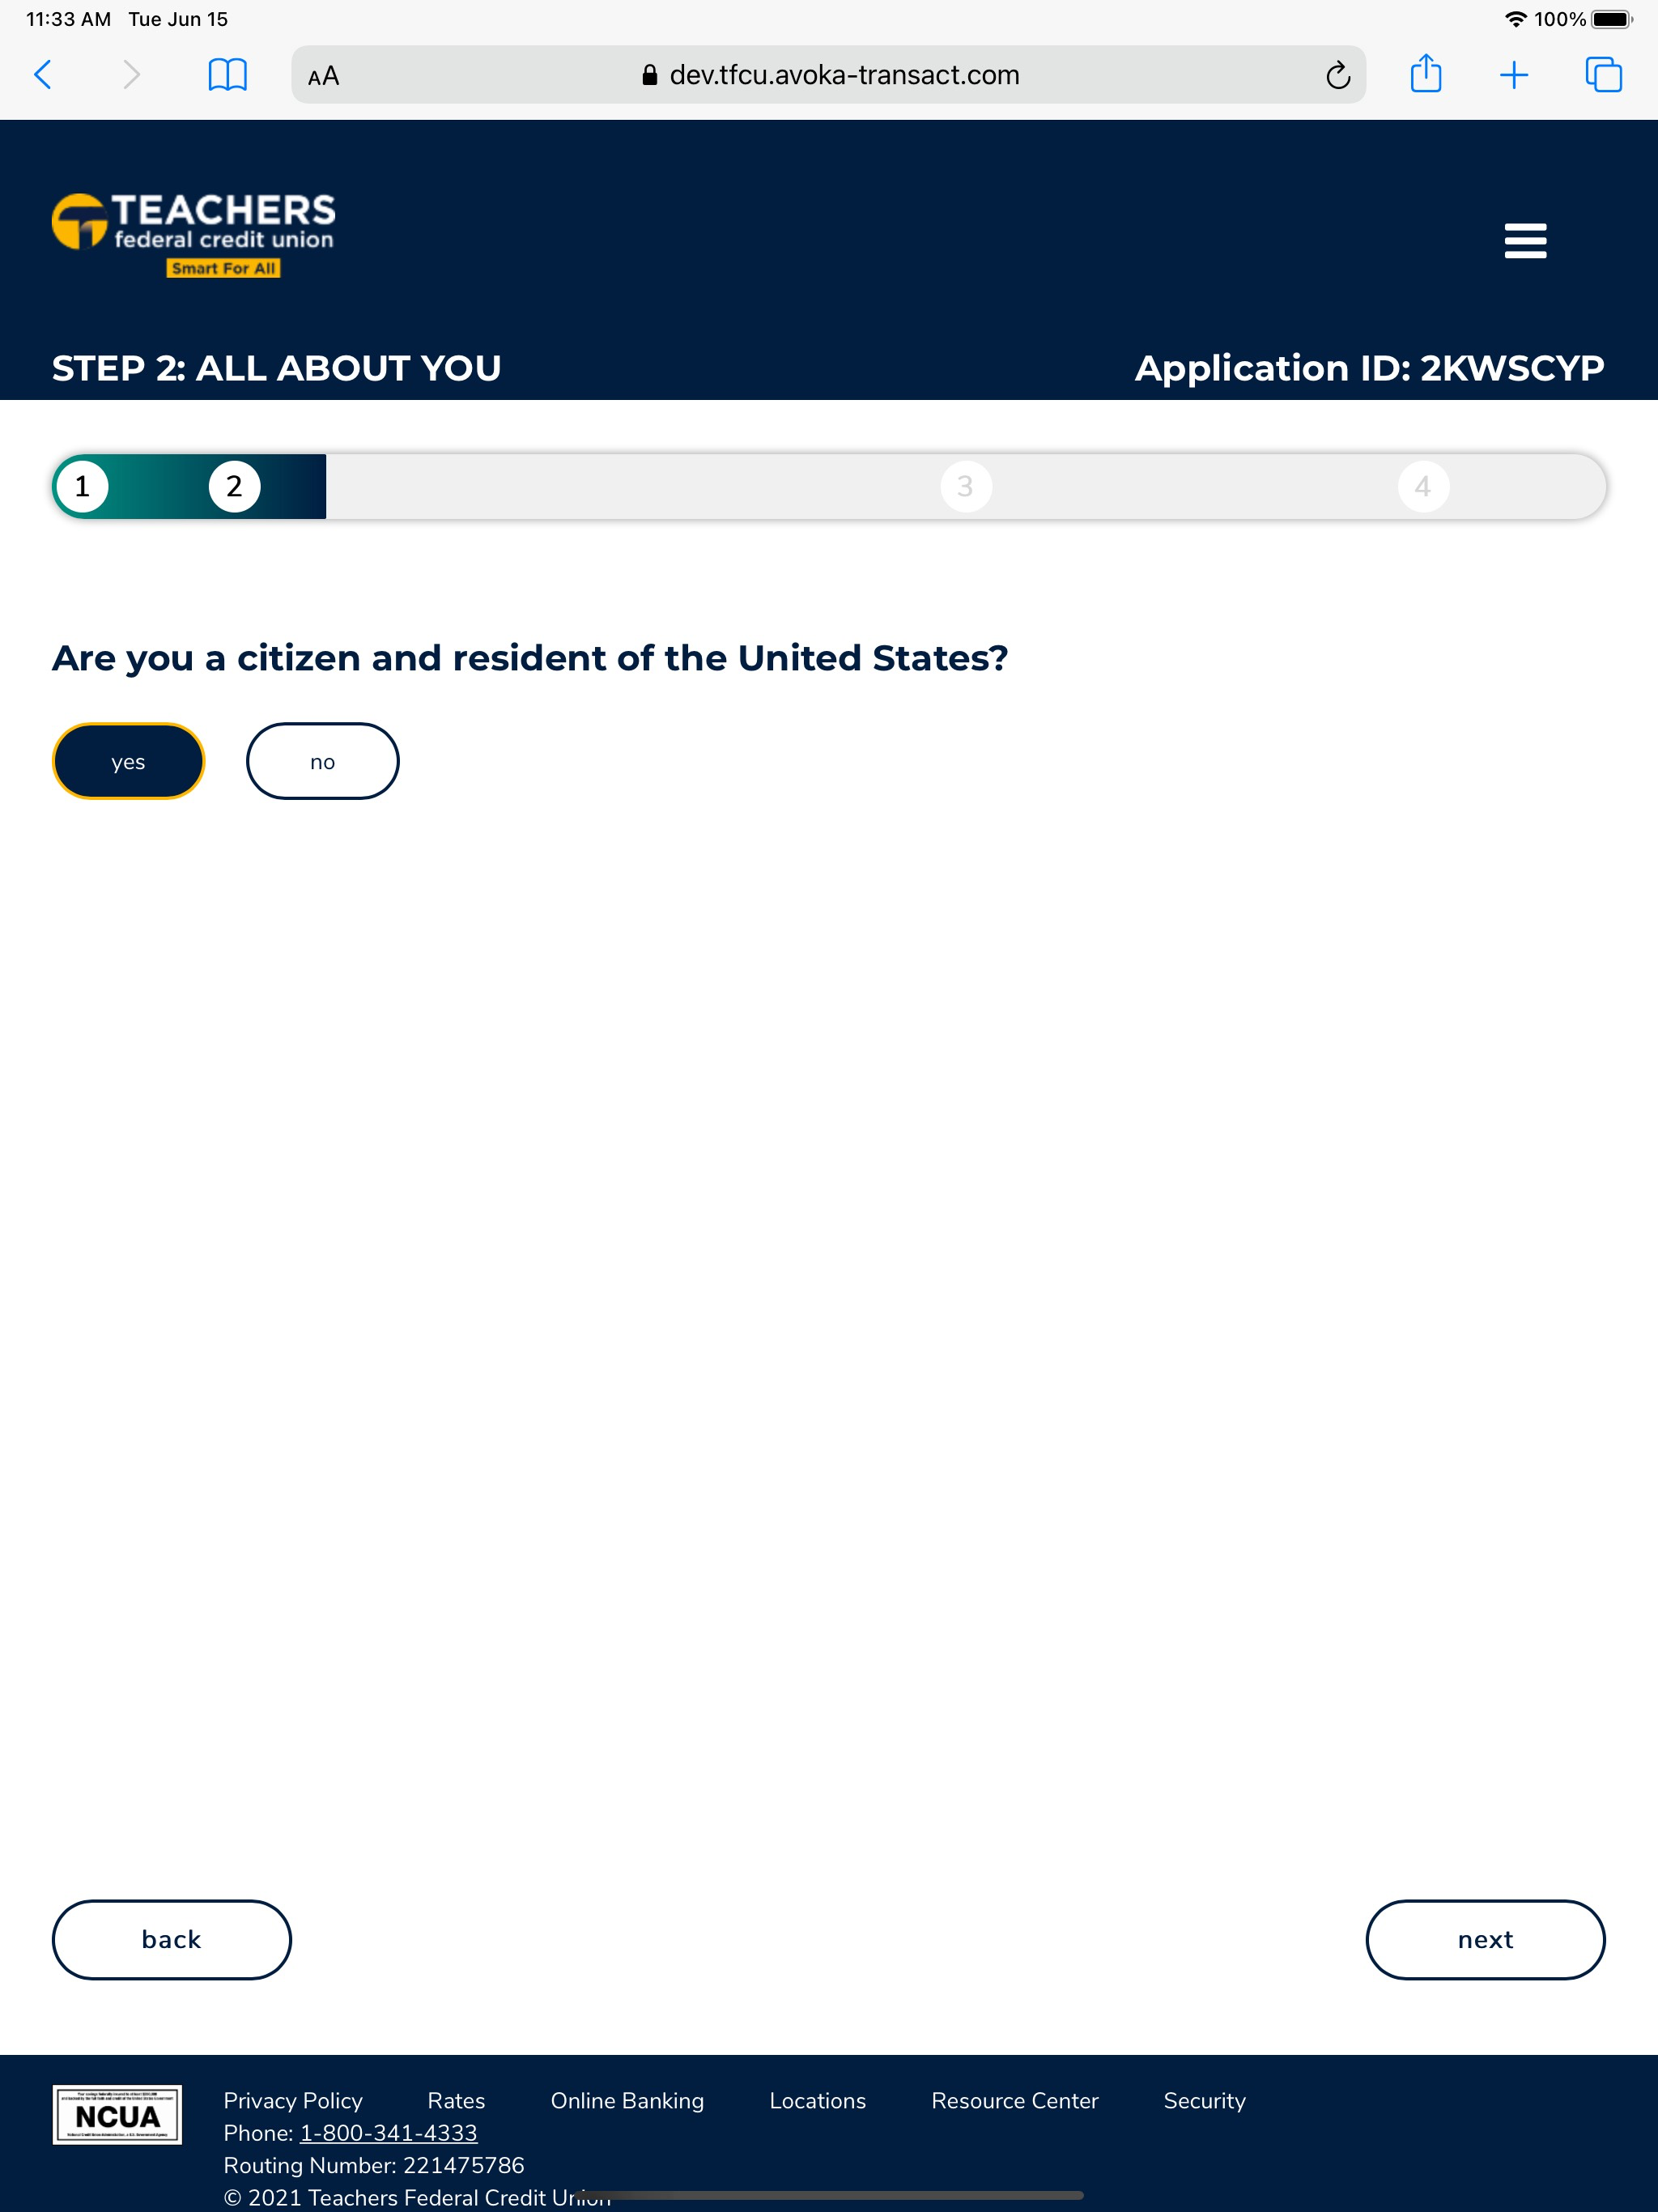 11:33 AM Tue Jun 15 100%
AA dev.tfcu.avoka-transact.com
TEACHERS
federal credit union
Smart For All
STEP 2: ALL ABOUT YOU Application ID: 2KWSCYP
1 2 3 4
Are you a citizen and resident of the United States?
yes no
back next
NCUA
Privacy Policy Rates Online Banking Locations Resource Center Security
Phone: 1-800-341-4333
Routing Number: 221475786
© 2021 Teachers Federal Credit Union